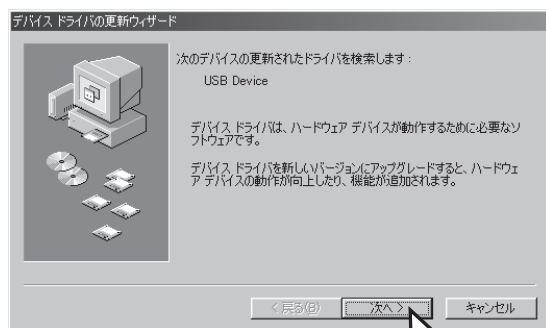 デバイス ドライバの更新ウィザード
次のデバイスの更新されたドライバを検索します：
USB Device
デバイス ドライバは、ハードウェア デバイスが動作するために必要なソ
フトウェアです。
デバイス ドライバを新しいバージョンにアップグレードすると、ハードウェ
ア デバイスの動作が向上したり、機能が追加されます。
< 戻る(B) 次へ > キャンセル